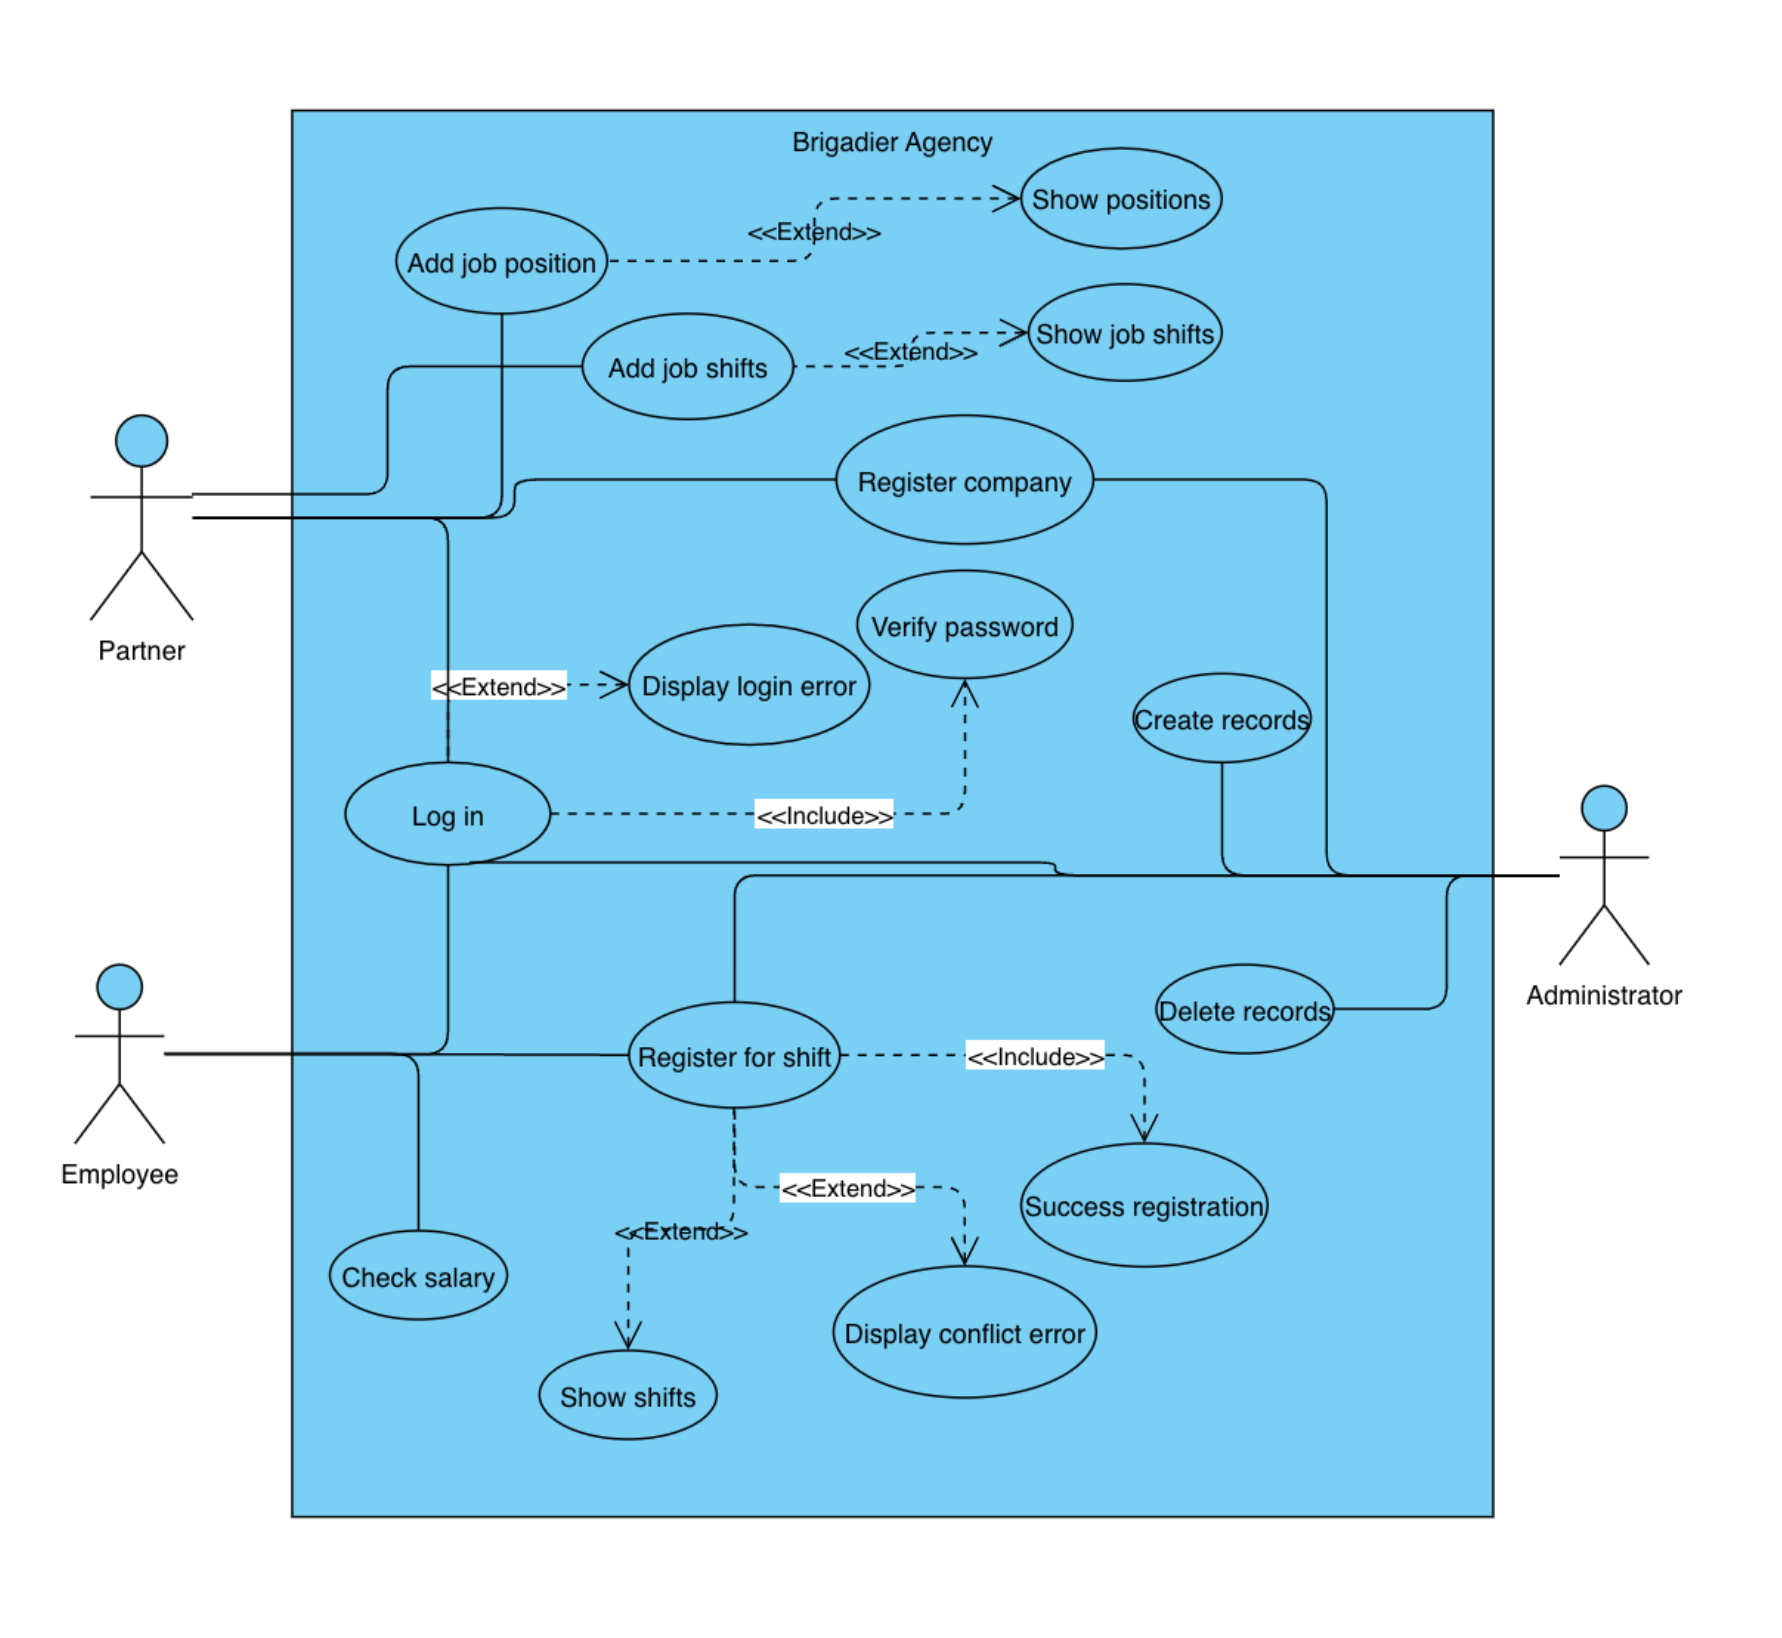 Brigadier Agency
Show positions
<<Extend>>
Add job position
Show job shifts
<<Extend>>
Add job shifts
Register company
Verify password
Partner
<<Extend>>
Display login error
Create records
Log in
<<Include>>
Administrator
Delete records
Register for shift
<<Include>>
Employee
<<Extend>>
Success registration
<<Extend>>
Check salary
Display conflict error
Show shifts